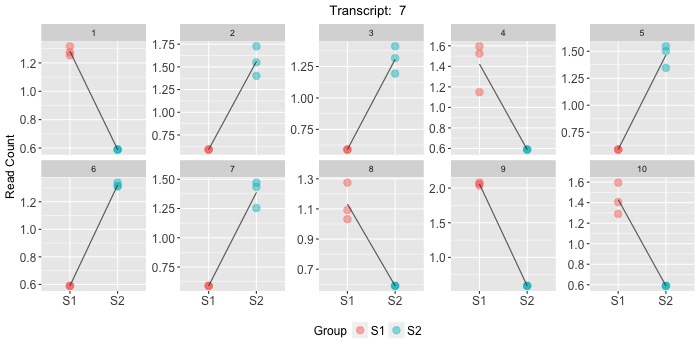 Transcript: 7
1 2 3 4 5
1.2 1.0 0.8 0.6
1.75 1.50 1.25 1.00 0.75
1.25 1.00 0.75
1.6 1.4 1.2 1.0 0.8 0.6
1.50 1.25 1.00 0.75
Read Count
6 7 8 9 10
1.2 1.0 0.8 0.6
1.50 1.25 1.00 0.75
1.3 1.1 0.9 0.7
2.0 1.5 1.0
1.6 1.4 1.2 1.0 0.8 0.6
S1 S2 S1 S2 S1 S2 S1 S2 S1 S2
Group S1 S2